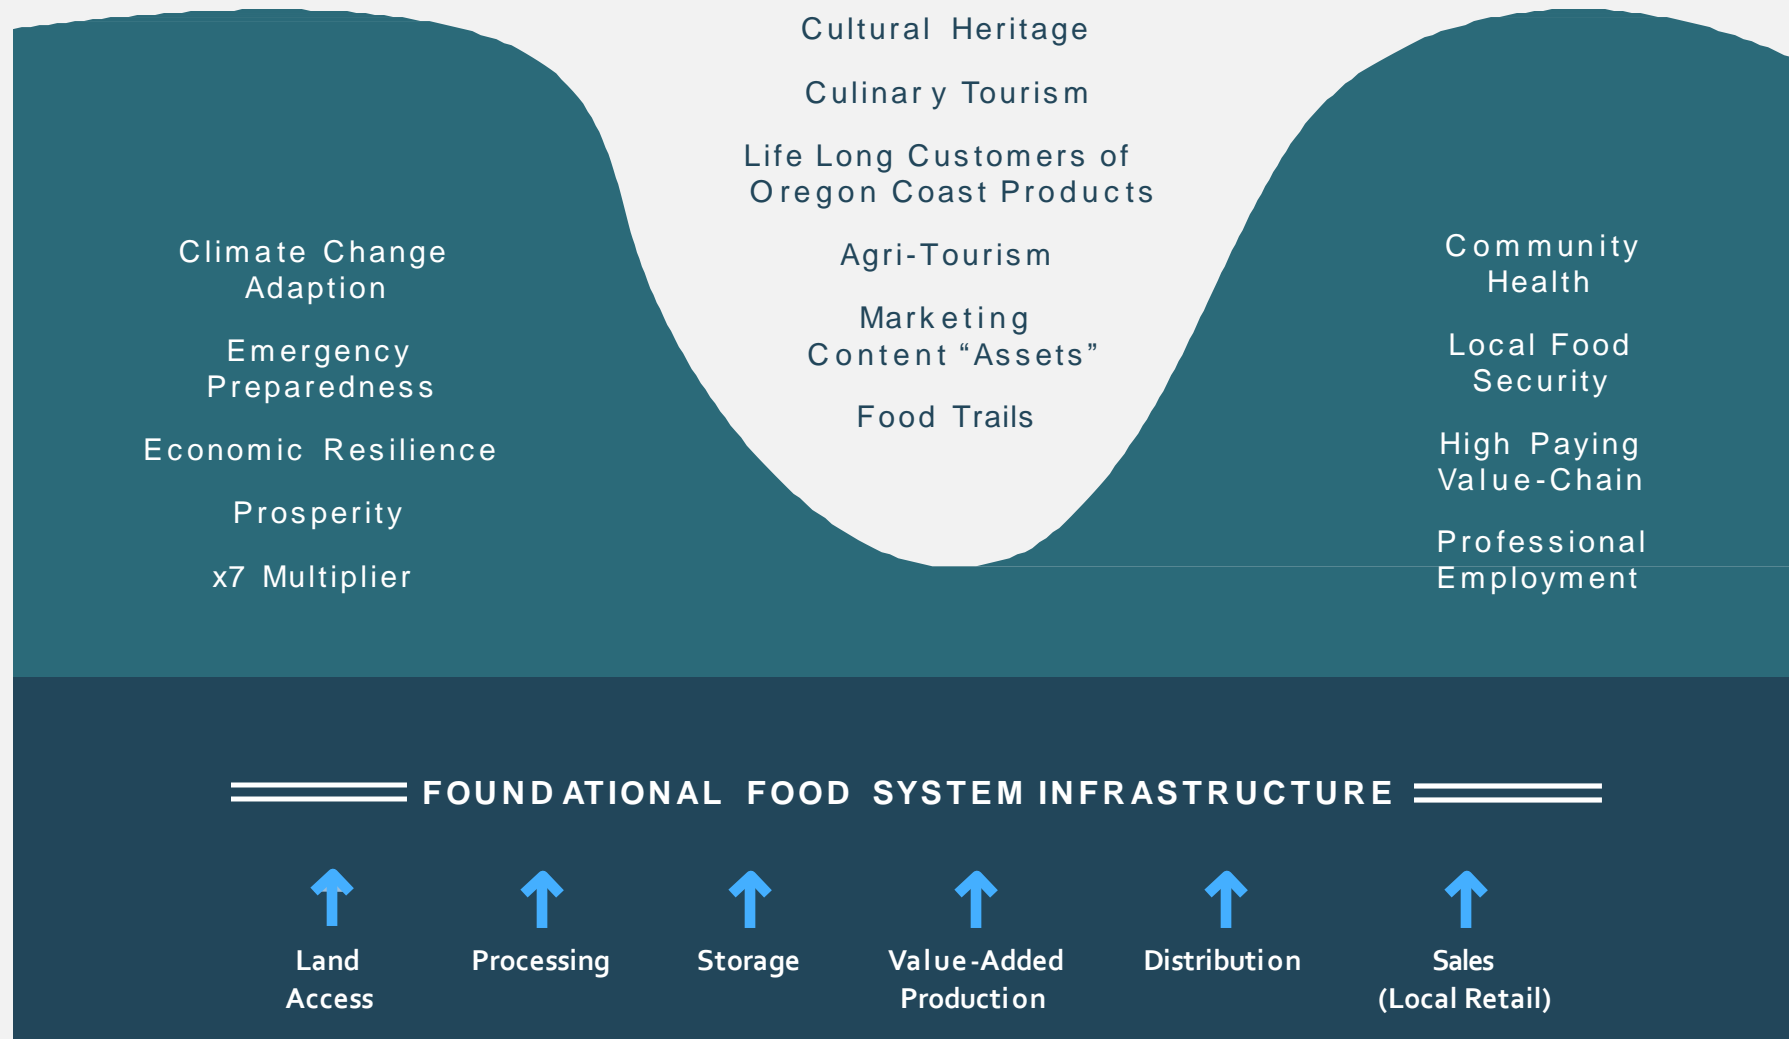 Cultural Heritage
Culinary Tourism
Life Long Customers of
Oregon Coast Products
Agri-Tourism
Marketing
Content “Assets”
Food Trails
Climate Change
Adaption
Emergency
Preparedness
Economic Resilience
Prosperity
x7 Multiplier
Community
Health
Local Food
Security
High Paying
Value-Chain
Professional
Employment
FOUNDATIONAL FOOD SYSTEM INFRASTRUCTURE
Land
Access
Processing
Storage
Value-Added
Production
Distribution
Sales
(Local Retail)